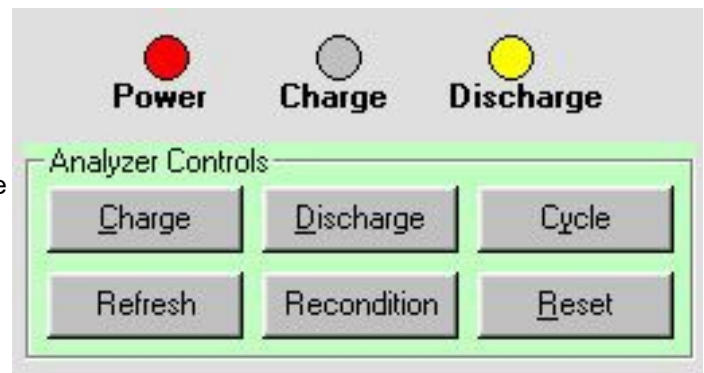 Power Charge Discharge
Analyzer Controls
e
Charge Discharge Cycle
Refresh Recondition Reset